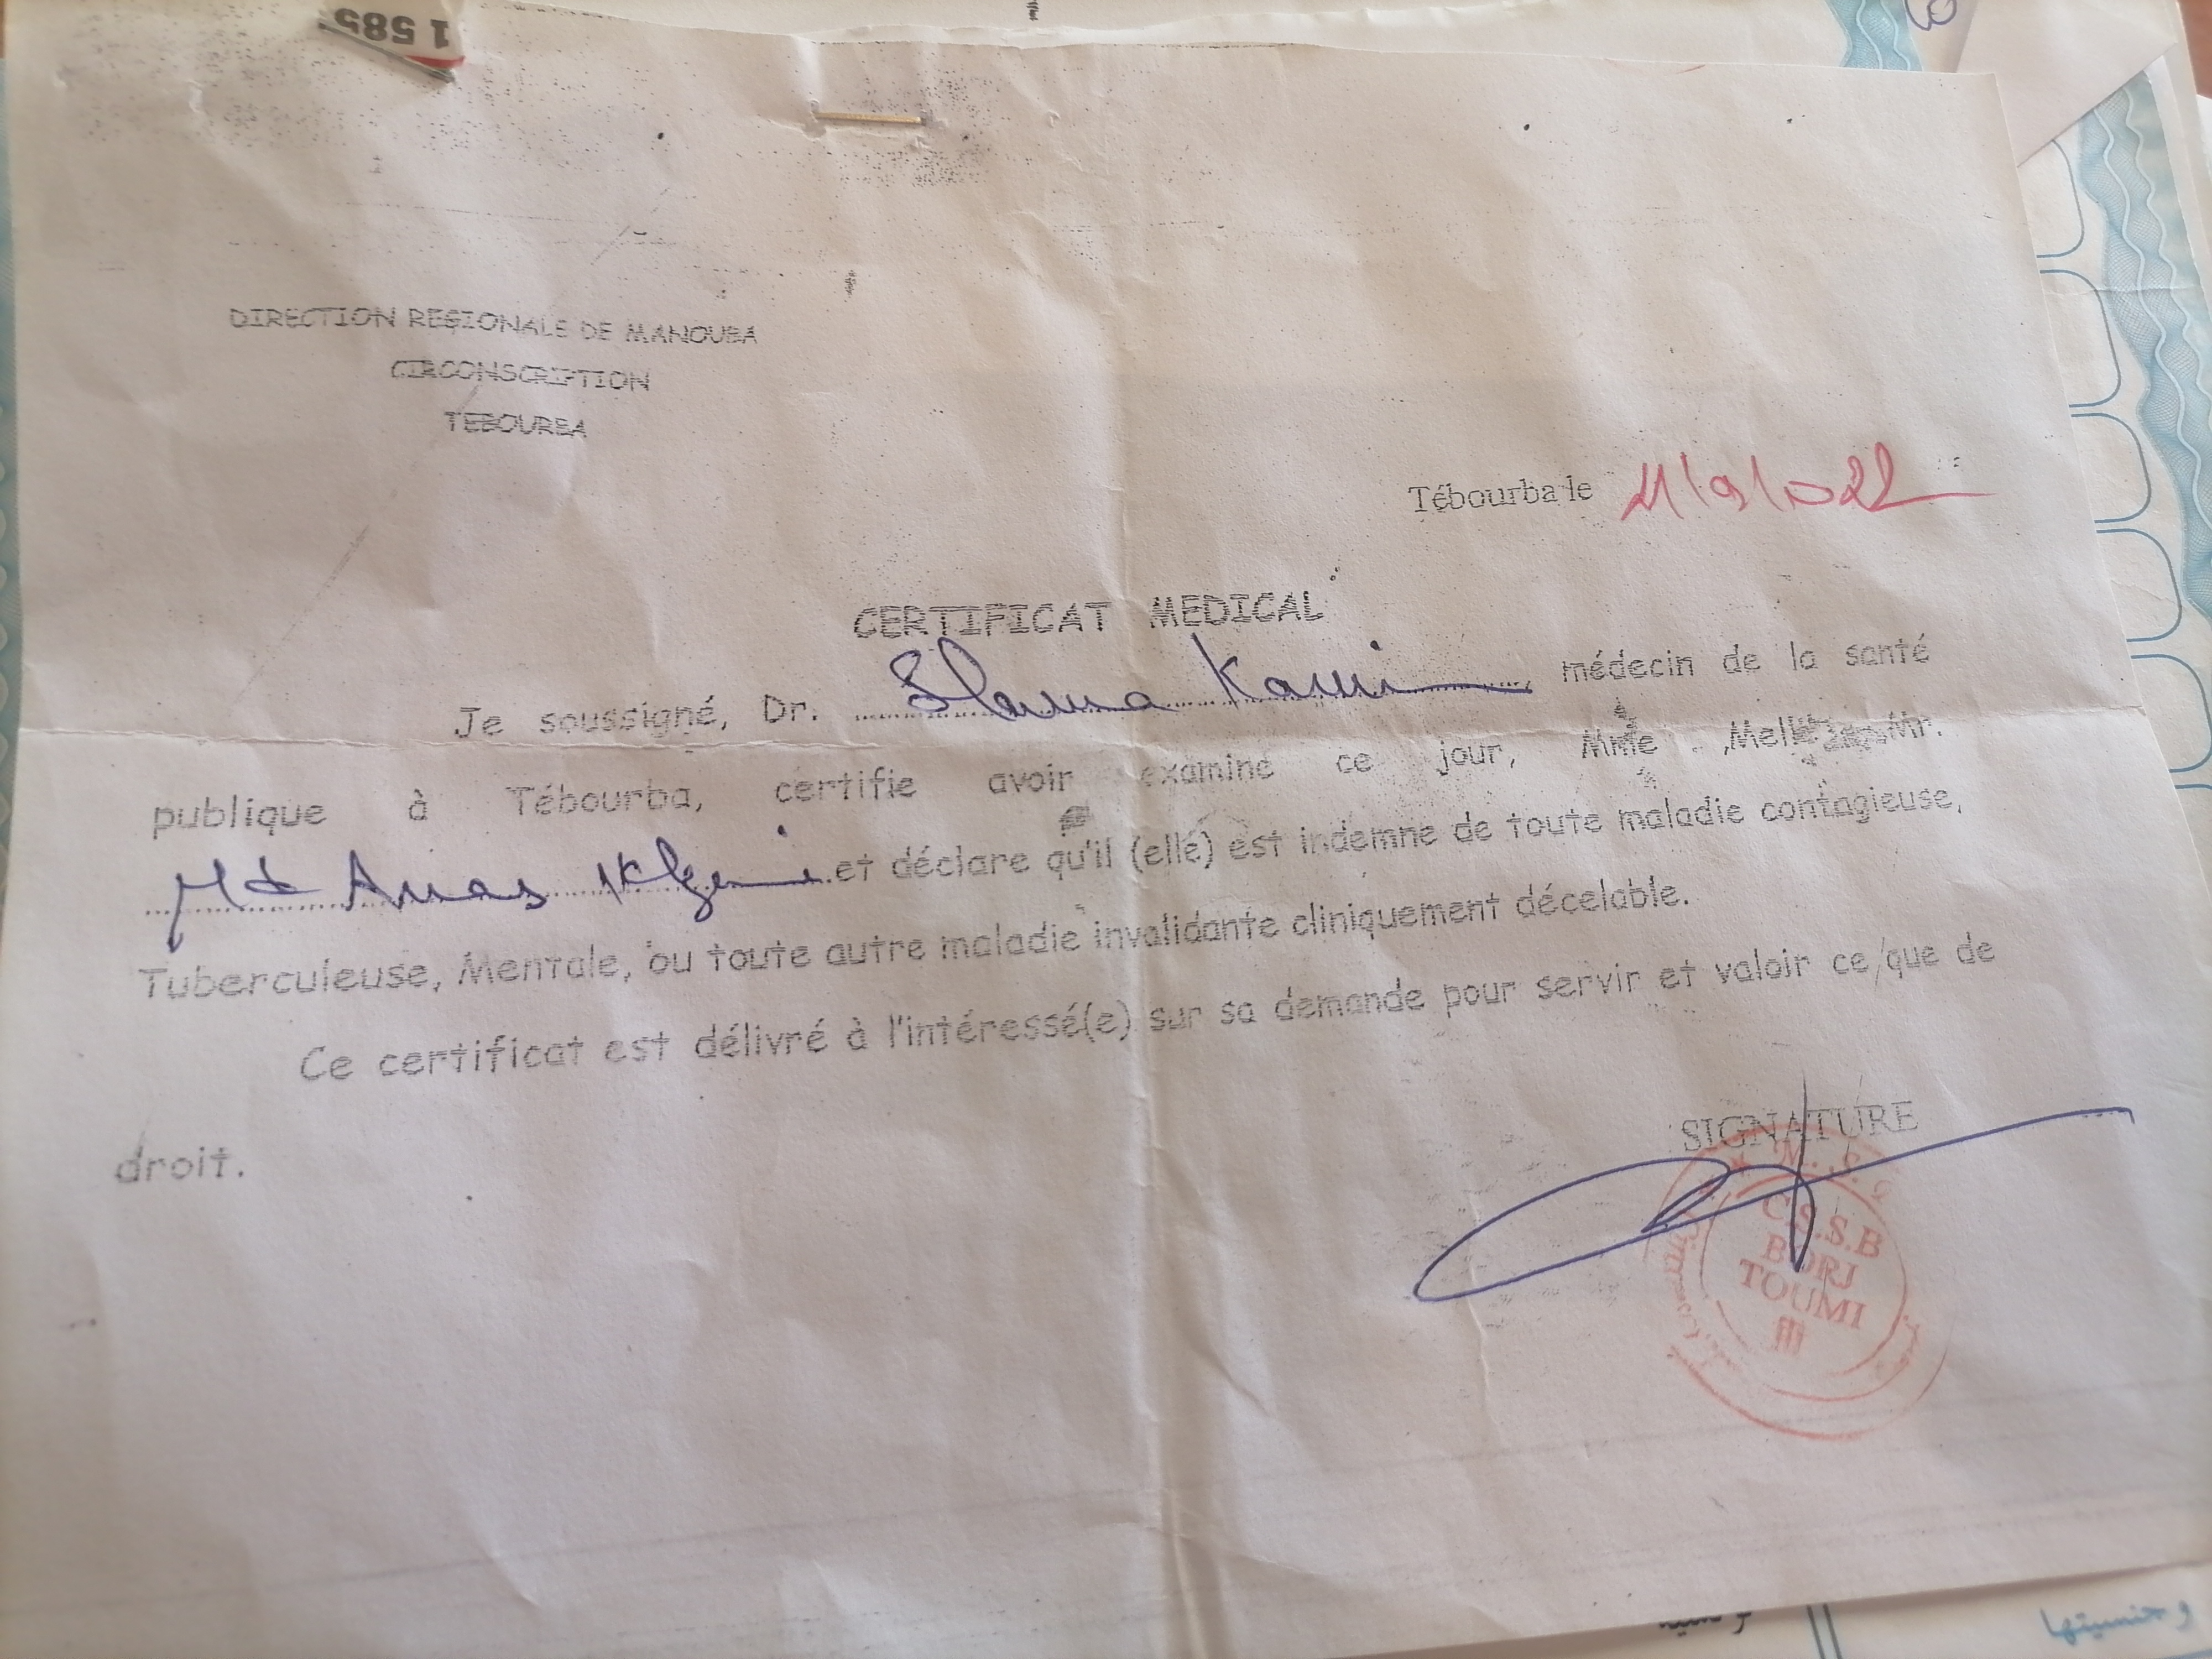 1 585
DIRECTION REGIONALE DE MANOUBA
CIRCONSCRIPTION
TEBOURBA
Tébourba le
CERTIFICAT MEDICAL
Je soussigné, Dr. Slama Kami, médecin de la santé
publique à Tébourba, certifie avoir examiné ce jour, Mme Melle Mr.
Md Anas et déclare qu'il (elle) est indemne de toute maladie contagieuse,
Tuberculeuse, Mentale, ou toute autre maladie invalidante cliniquement décelable.
Ce certificat est délivré à l'intéressé(e) sur sa demande pour servir et valoir ce que de
droit.
SIGNATURE
C.S.S.B
BORJ
TOUMI